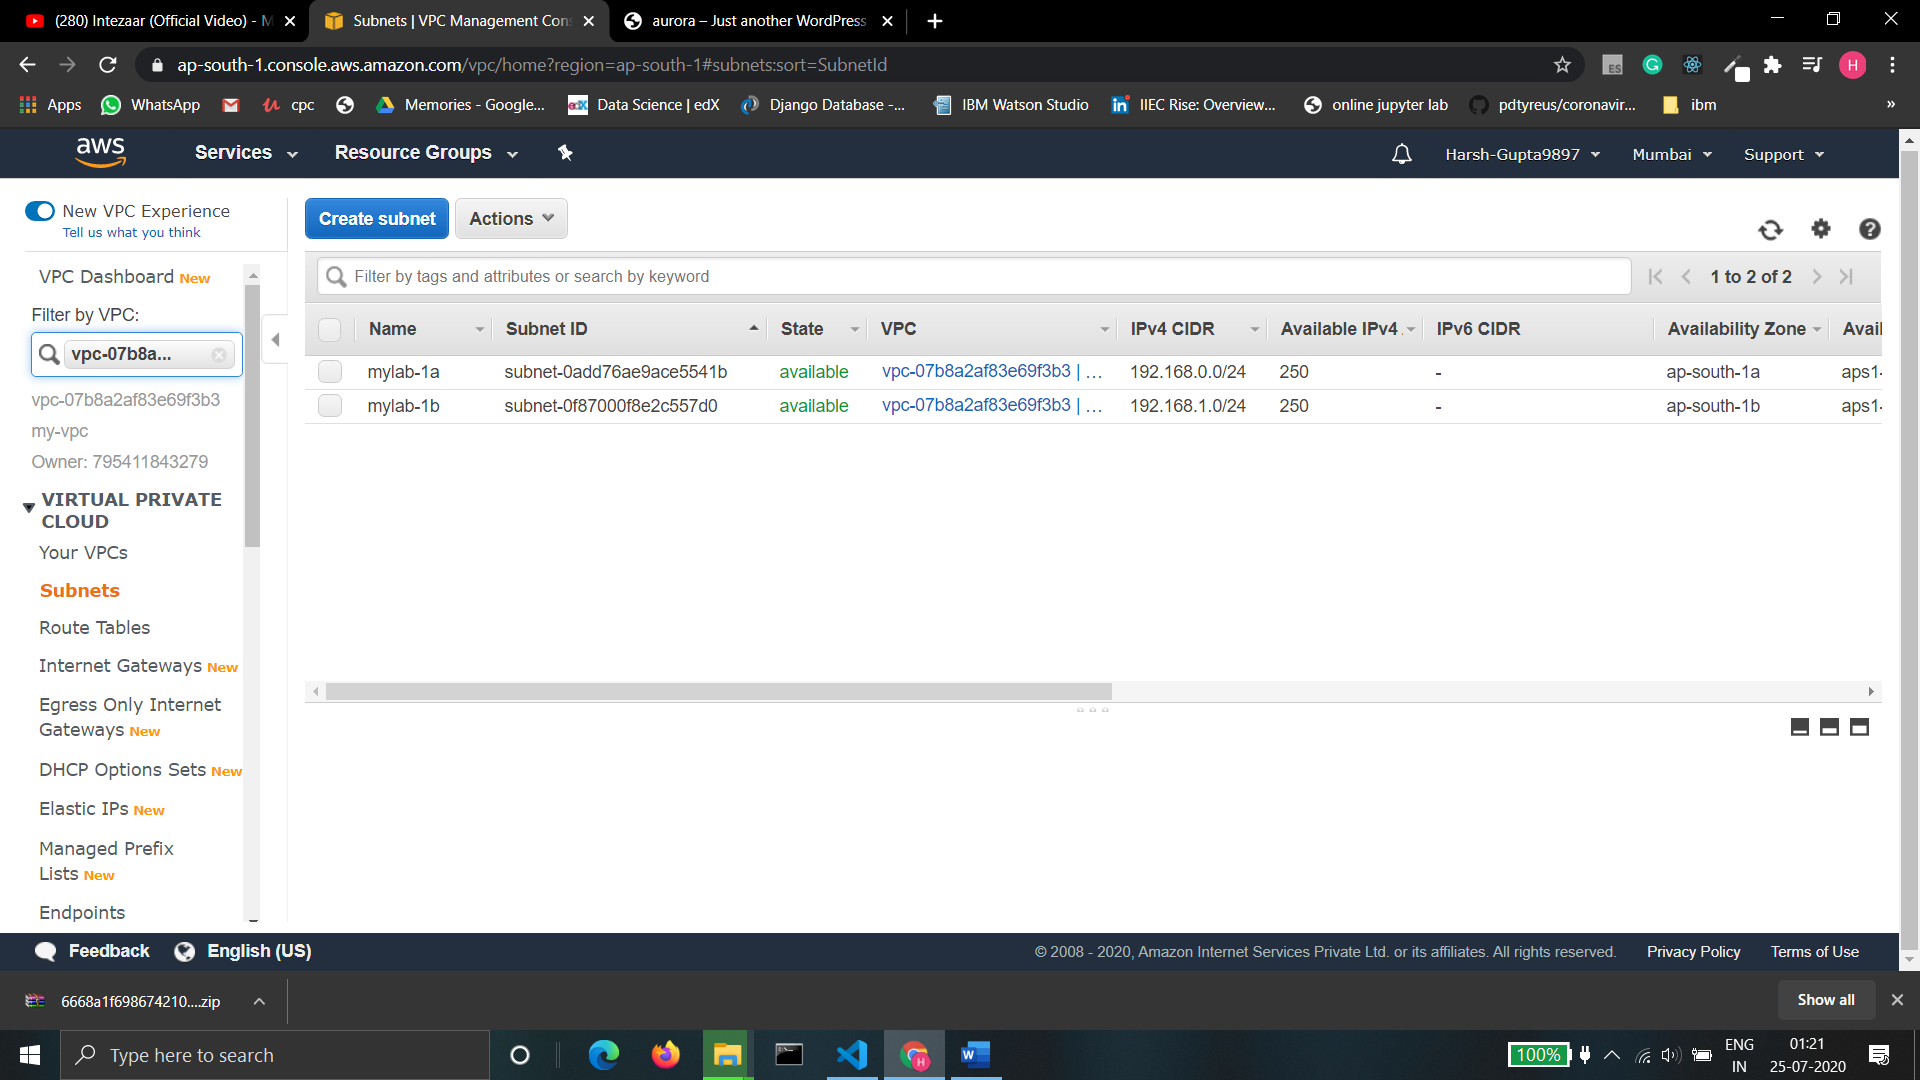 (280) Intezaar (Official Video) - M
Subnets | VPC Management Con
aurora – Just another WordPress
ap-south-1.console.aws.amazon.com/vpc/home?region=ap-south-1#subnets:sort=SubnetId
ES
G
H
Apps
WhatsApp
cpc
Memories - Google...
edX
Data Science | edX
Django Database -...
IBM Watson Studio
in
IIEC Rise: Overview...
online jupyter lab
pdtyreus/coronavir...
ibm
»
aws
Services
Resource Groups
Harsh-Gupta9897
Mumbai
Support
New VPC Experience
Tell us what you think
Create subnet
Actions
VPC Dashboard New
Filter by VPC:
vpc-07b8a...
vpc-07b8a2af83e69f3b3
my-vpc
Owner: 795411843279
VIRTUAL PRIVATE
CLOUD
Your VPCs
Subnets
Route Tables
Internet Gateways New
Egress Only Internet
Gateways New
DHCP Options Sets New
Elastic IPs New
Managed Prefix
Lists New
Endpoints
Filter by tags and attributes or search by keyword
1 to 2 of 2
Name Subnet ID State VPC IPv4 CIDR Available IPv4 IPv6 CIDR Availability Zone Avail
mylab-1a subnet-0add76ae9ace5541b available vpc-07b8a2af83e69f3b3 | ... 192.168.0.0/24 250 - ap-south-1a aps1-
mylab-1b subnet-0f87000f8e2c557d0 available vpc-07b8a2af83e69f3b3 | ... 192.168.1.0/24 250 - ap-south-1b aps1-
Feedback
English (US)
© 2008 - 2020, Amazon Internet Services Private Ltd. or its affiliates. All rights reserved.
Privacy Policy
Terms of Use
6668a1f698674210....zip
Show all
Type here to search
H
W
100%
ENG
IN
01:21
25-07-2020